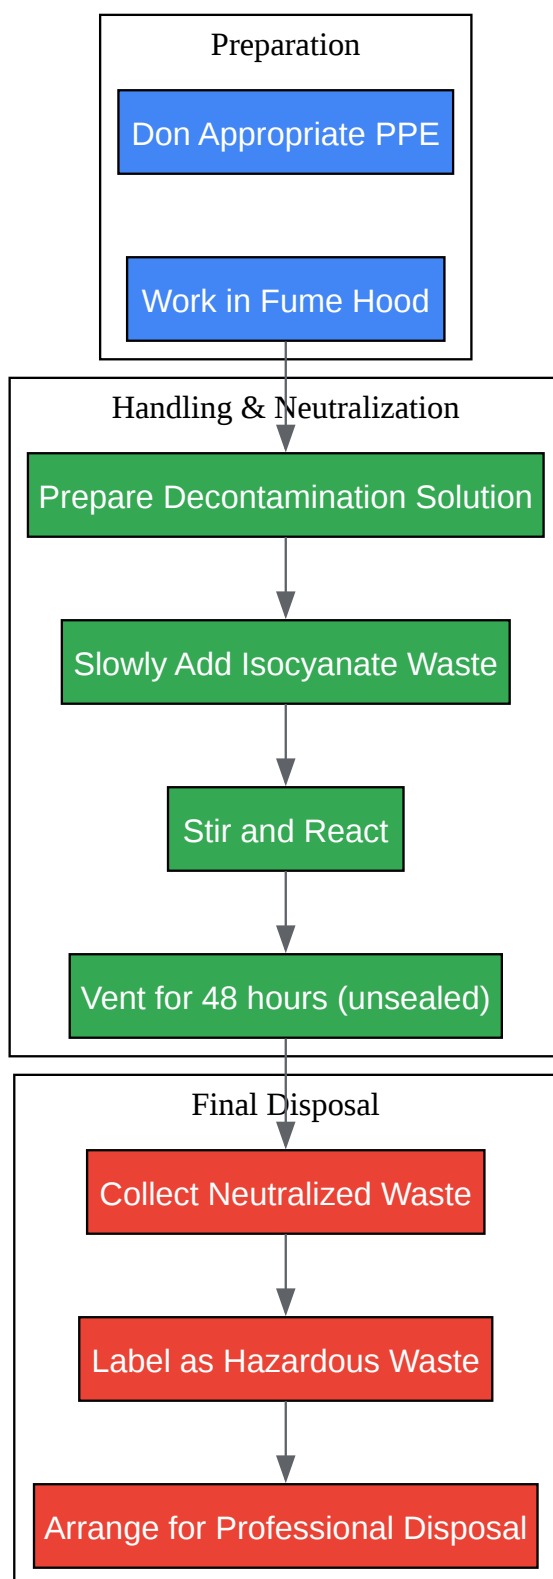 Preparation
Don Appropriate PPE
Work in Fume Hood
Handling & Neutralization
Prepare Decontamination Solution
Slowly Add Isocyanate Waste
Stir and React
Vent for 48 hours (unsealed)
Final Disposal
Collect Neutralized Waste
Label as Hazardous Waste
Arrange for Professional Disposal